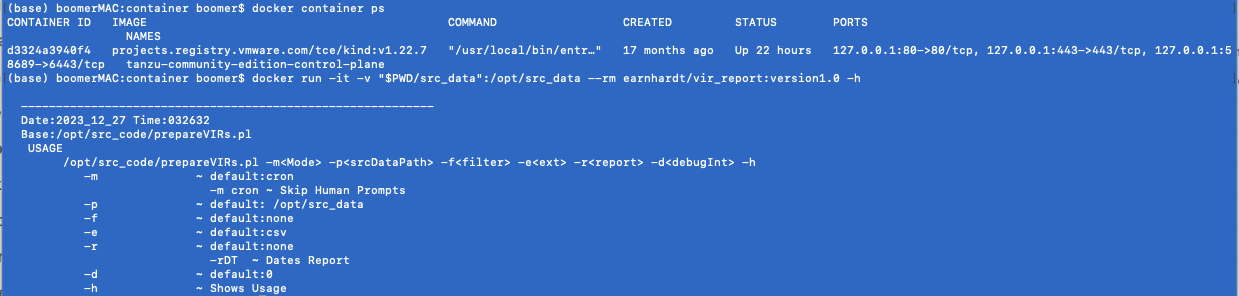 (base) boomerMAC:container boomer$ docker container ps
CONTAINER ID   IMAGE                                           COMMAND                  CREATED         STATUS        PORTS
                 NAMES
d3324a3940f4   projects.registry.vmware.com/tce/kind:v1.22.7   "/usr/local/bin/entr…"   17 months ago   Up 22 hours   127.0.0.1:80->80/tcp, 127.0.0.1:443->443/tcp, 127.0.0.1:5
8689->6443/tcp   tanzu-community-edition-control-plane
(base) boomerMAC:container boomer$ docker run -it -v "$PWD/src_data":/opt/src_data --rm earnhardt/vir_report:version1.0 -h
-----------------------------------------------------------
Date:2023_12_27 Time:032632
Base:/opt/src_code/prepareVIRs.pl
USAGE
/opt/src_code/prepareVIRs.pl -m<Mode> -p<srcDataPath> -f<filter> -e<ext> -r<report> -d<debugInt> -h
-m              ~ default:cron
-m cron ~ Skip Human Prompts
-p              ~ default: /opt/src_data
-f              ~ default:none
-e              ~ default:csv
-r              ~ default:none
-rDT  ~ Dates Report
-d              ~ default:0
-h              ~ Shows Usage